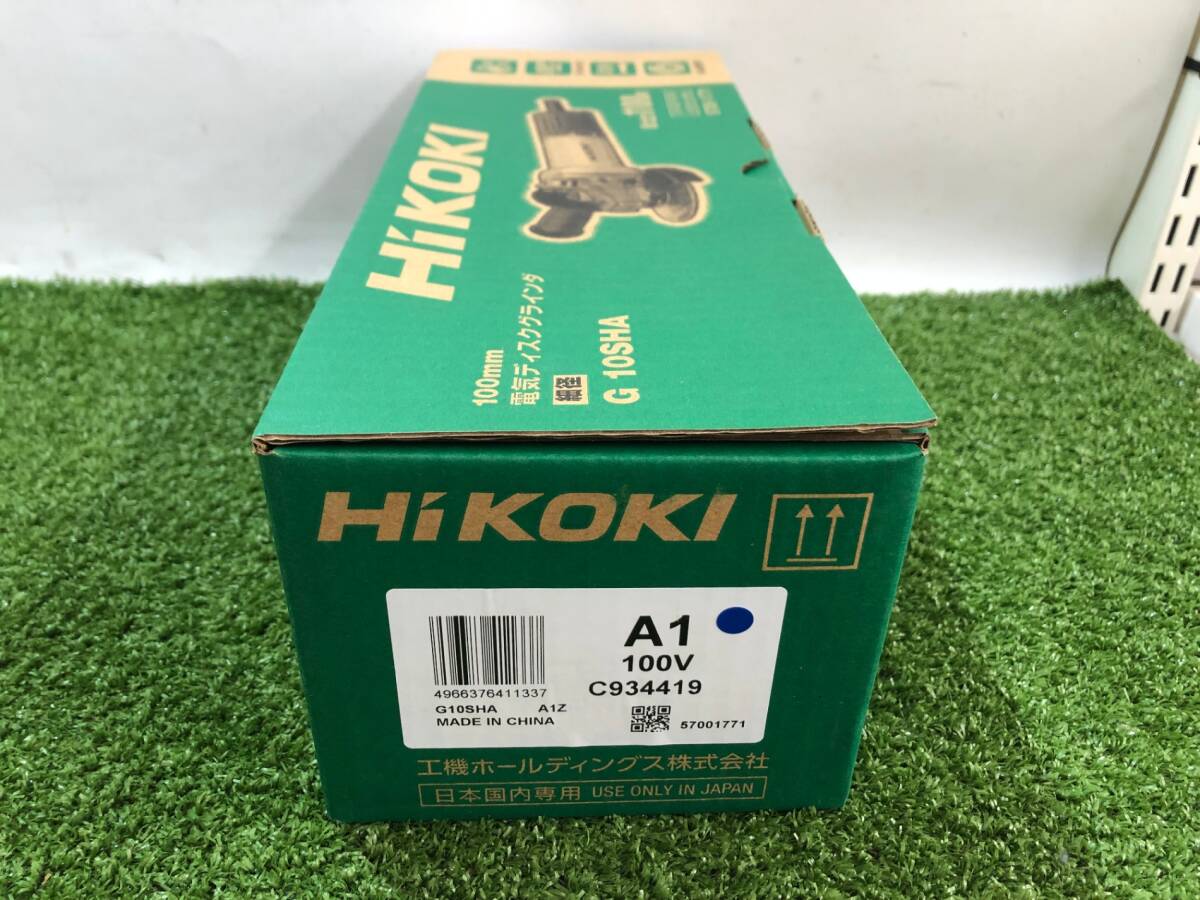 HiKOKI
100mm
電気ディスクグラインダ
細径
G 10SHA
HiKOKI
A1
100V
4966376411337
C934419
G10SHA A1Z
MADE IN CHINA
57001771
工機ホールディングス株式会社
日本国内専用 USE ONLY IN JAPAN